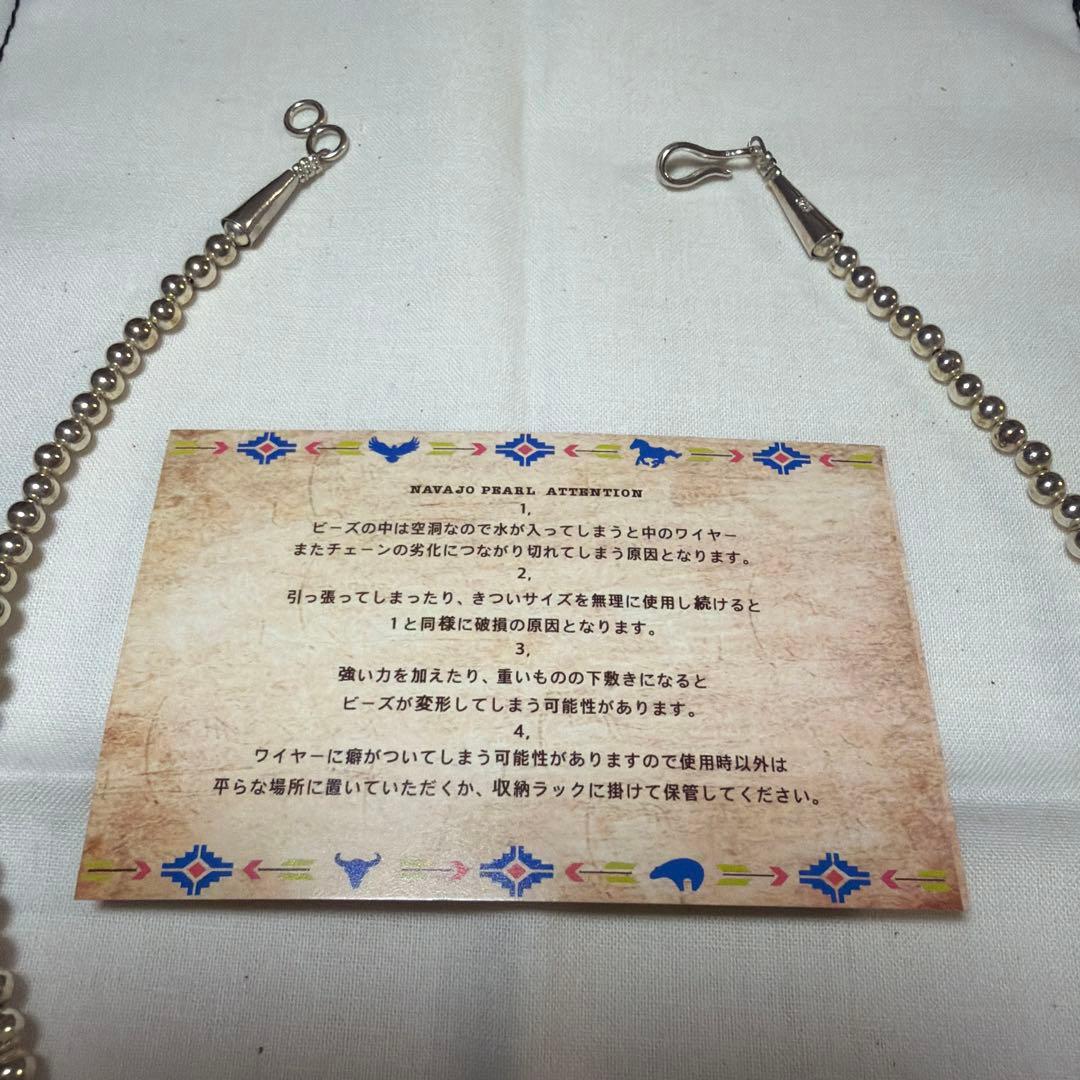 NAVAJO PEARL ATTENTION
1,
ビーズの中は空洞なので水が入ってしまうと中のワイヤー
またチェーンの劣化につながり切れてしまう原因となります。
2,
引っ張ってしまったり、きついサイズを無理に使用し続けると
1と同様に破損の原因となります。
3,
強い力を加えたり、重いものの下敷きになると
ビーズが変形してしまう可能性があります。
4,
ワイヤーに癖がついてしまう可能性がありますので使用時以外は
平らな場所に置いていただくか、収納ラックに掛けて保管してください。